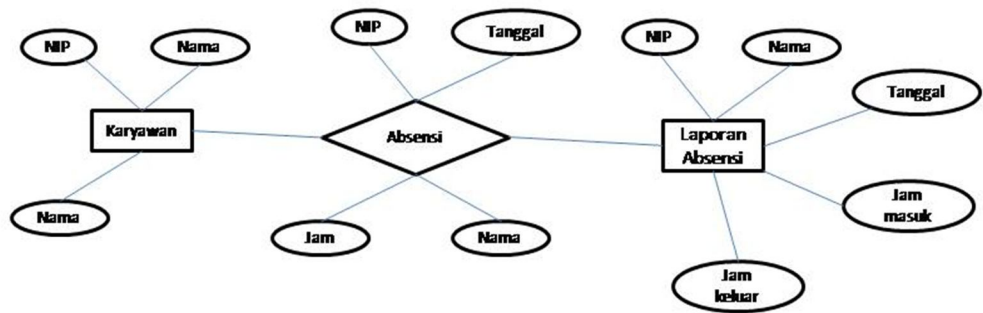 NIP
Nama
Karyawan
Nama
NIP
Tanggal
Absensi
Jam
Nama
NIP
Nama
Tanggal
Laporan
Absensi
Jam
masuk
Jam
keluar